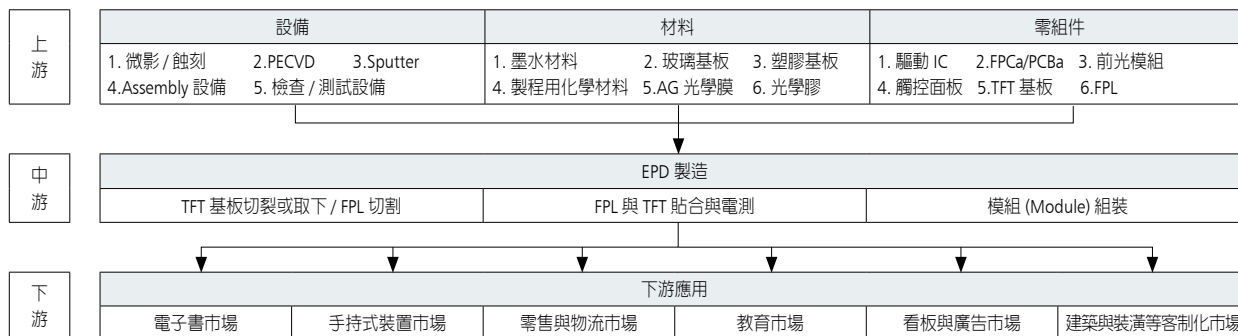 上游
設備
材料
零組件
1. 微影 / 蝕刻 2.PECVD 3.Sputter
4.Assembly 設備 5. 檢查 / 測試設備
1. 墨水材料 2. 玻璃基板 3. 塑膠基板
4. 製程用化學材料 5.AG 光學膜 6. 光學膠
1. 驅動 IC 2.FPCa/PCBa 3. 前光模組
4. 觸控面板 5.TFT 基板 6.FPL
中游
EPD 製造
TFT 基板切裂或取下 / FPL 切割
FPL 與 TFT 貼合與電測
模組 (Module) 組裝
下游
下游應用
電子書市場
手持式裝置市場
零售與物流市場
教育市場
看板與廣告市場
建築與裝潢等客制化市場